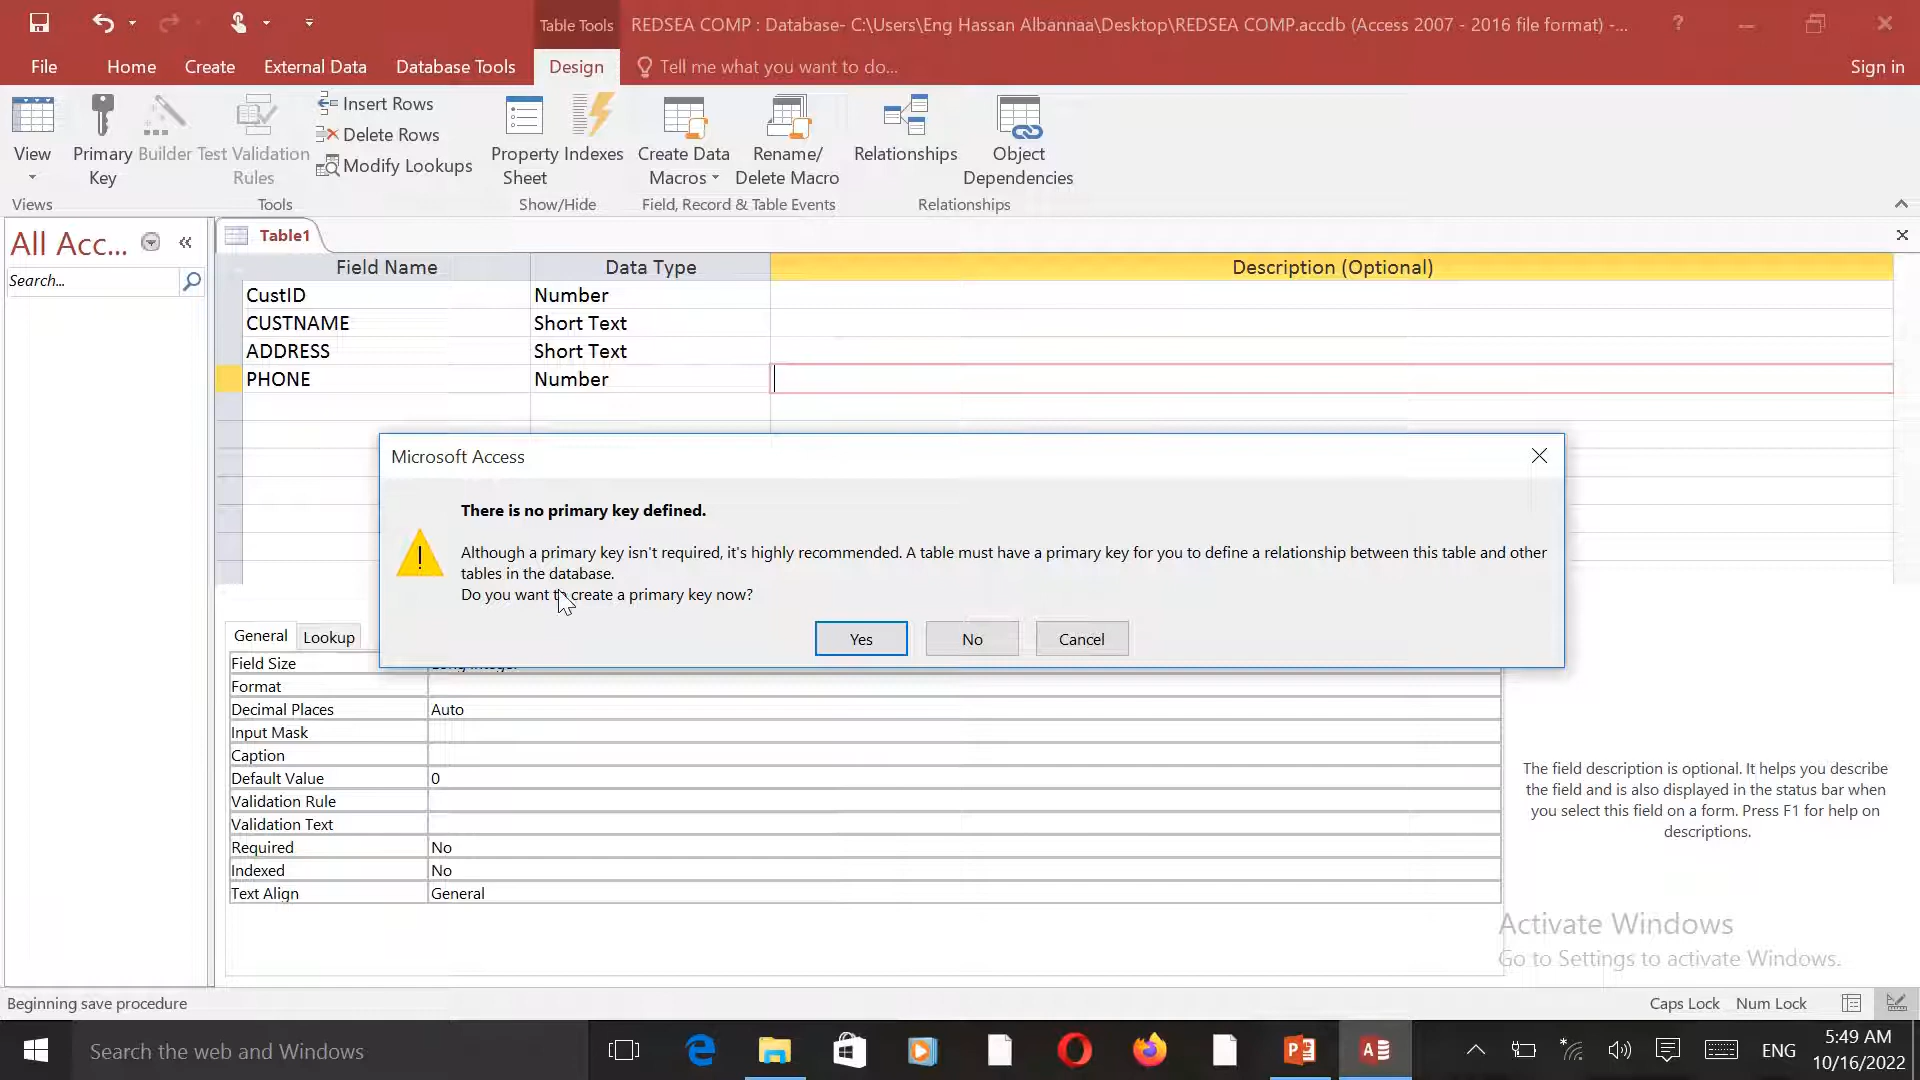 Table Tools
REDSEA COMP : Database- C:\Users\Eng Hassan Albannaa\Desktop\REDSEA COMP.accdb (Access 2007 - 2016 file format) -...
?
File
Home
Create
External Data
Database Tools
Design
Tell me what you want to do...
Sign in
View
Primary Key
Builder
Test Validation Rules
Insert Rows
Delete Rows
Modify Lookups
Property Sheet
Indexes
Create Data Macros
Rename/ Delete Macro
Relationships
Object Dependencies
Views
Tools
Show/Hide
Field, Record & Table Events
Relationships
All Acc...
Search...
Table1
Field Name
Data Type
Description (Optional)
CustID
Number
CUSTNAME
Short Text
ADDRESS
Short Text
PHONE
Number
Microsoft Access
There is no primary key defined.
Although a primary key isn't required, it's highly recommended. A table must have a primary key for you to define a relationship between this table and other
tables in the database.
Do you want to create a primary key now?
Yes
No
Cancel
General
Lookup
Field Size
Long Integer
Format
Decimal Places
Auto
Input Mask
Caption
Default Value
0
Validation Rule
Validation Text
Required
No
Indexed
No
Text Align
General
The field description is optional. It helps you describe
the field and is also displayed in the status bar when
you select this field on a form. Press F1 for help on
descriptions.
Activate Windows
Go to Settings to activate Windows.
Beginning save procedure
Caps Lock
Num Lock
Search the web and Windows
ENG
5:49 AM
10/16/2022